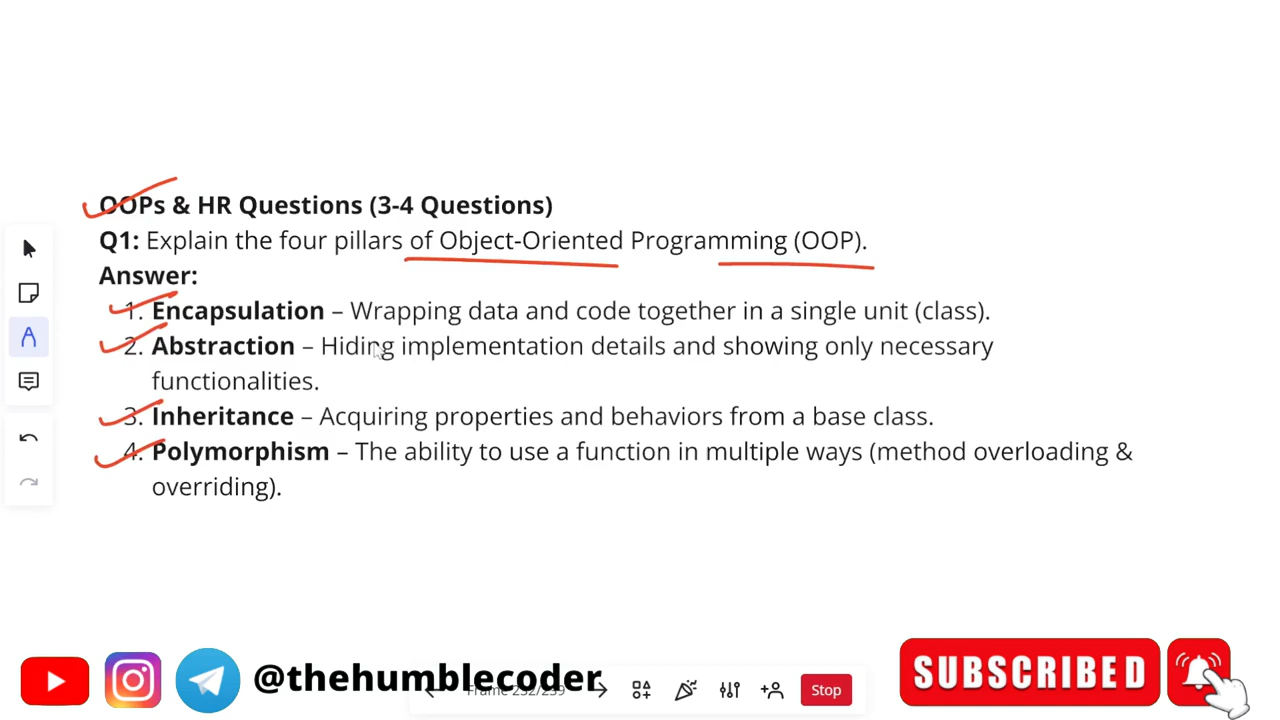 OOPs & HR Questions (3-4 Questions)
Q1: Explain the four pillars of Object-Oriented Programming (OOP).
Answer:
1. Encapsulation – Wrapping data and code together in a single unit (class).
2. Abstraction – Hiding implementation details and showing only necessary
functionalities.
3. Inheritance – Acquiring properties and behaviors from a base class.
4. Polymorphism – The ability to use a function in multiple ways (method overloading &
overriding).
@thehumblecoder
Frame 232/239
Stop
SUBSCRIBED